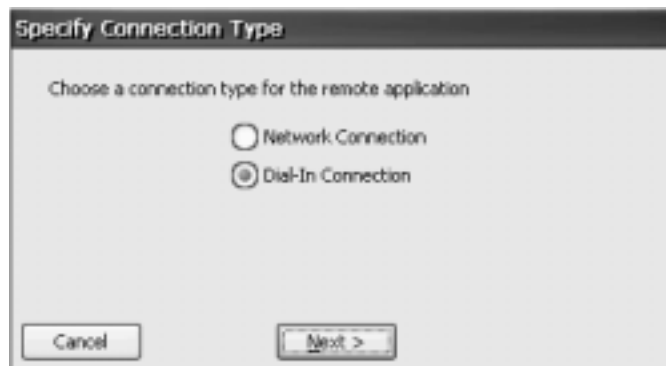 Specify Connection Type
Choose a connection type for the remote application
Network Connection
Dial-In Connection
Cancel
Next >